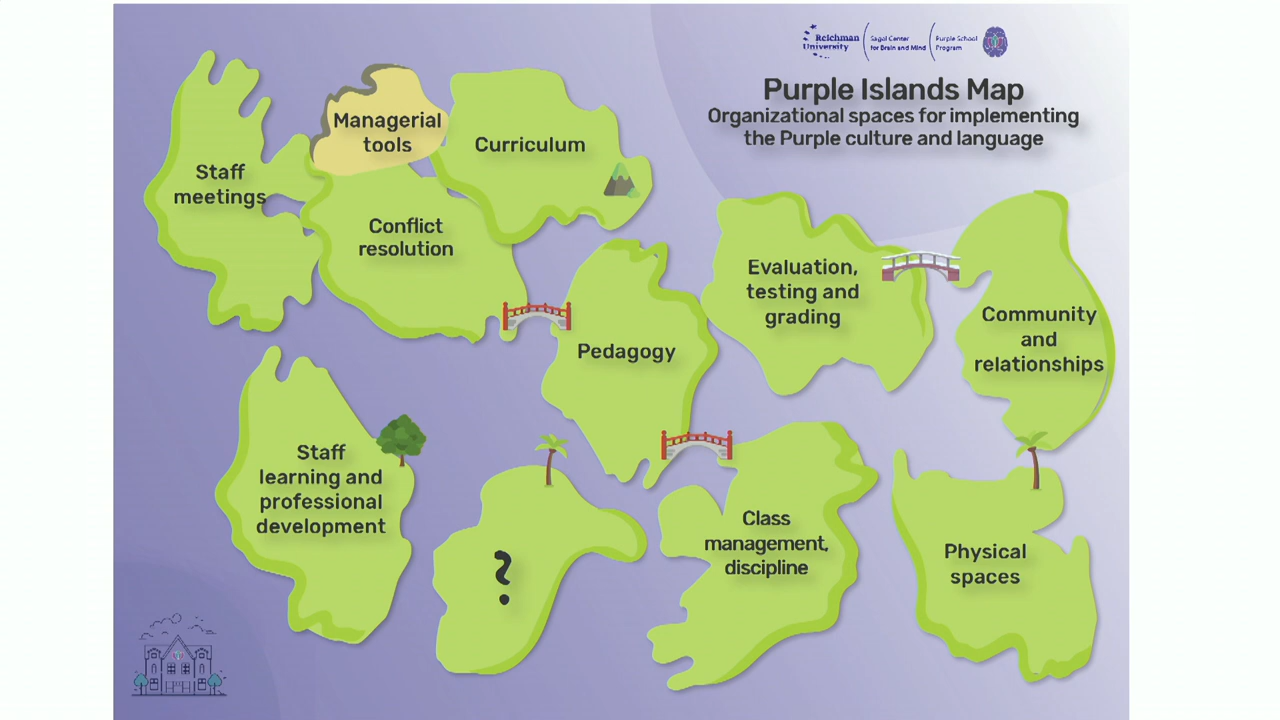 Reichman
University
Sagol Center
for Brain and Mind
Purple School
Program
Purple Islands Map
Organizational spaces for implementing
the Purple culture and language
Managerial
tools
Curriculum
Staff
meetings
Conflict
resolution
Evaluation,
testing and
grading
Community
and
relationships
Pedagogy
Staff
learning and
professional
development
?
Class
management,
discipline
Physical
spaces